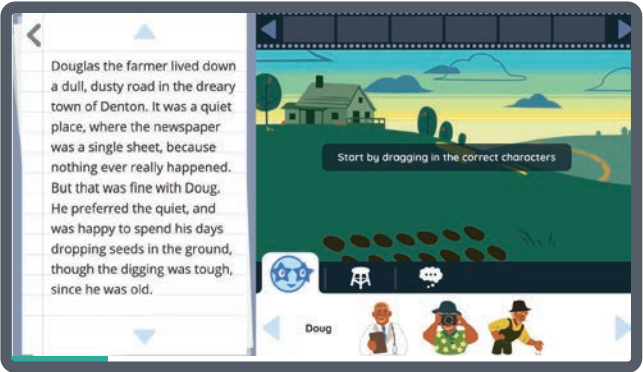 Douglas the farmer lived down
a dull, dusty road in the dreary
town of Denton. It was a quiet
place, where the newspaper
was a single sheet, because
nothing ever really happened.
But that was fine with Doug.
He preferred the quiet, and
was happy to spend his days
dropping seeds in the ground,
though the digging was tough,
since he was old.
Start by dragging in the correct characters
Doug